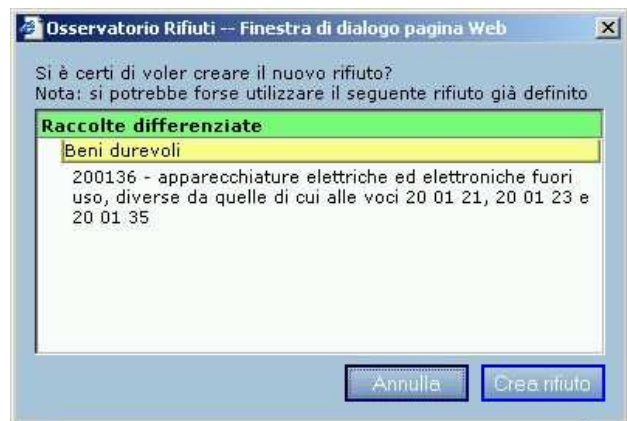 Osservatorio Rifiuti -- Finestra di dialogo pagina Web
Si è certi di voler creare il nuovo rifiuto?
Nota: si potrebbe forse utilizzare il seguente rifiuto già definito
Raccolte differenziate
Beni durevoli
200136 - apparecchiature elettriche ed elettroniche fuori
uso, diverse da quelle di cui alle voci 20 01 21, 20 01 23 e
20 01 35
Annulla
Crea rifiuto